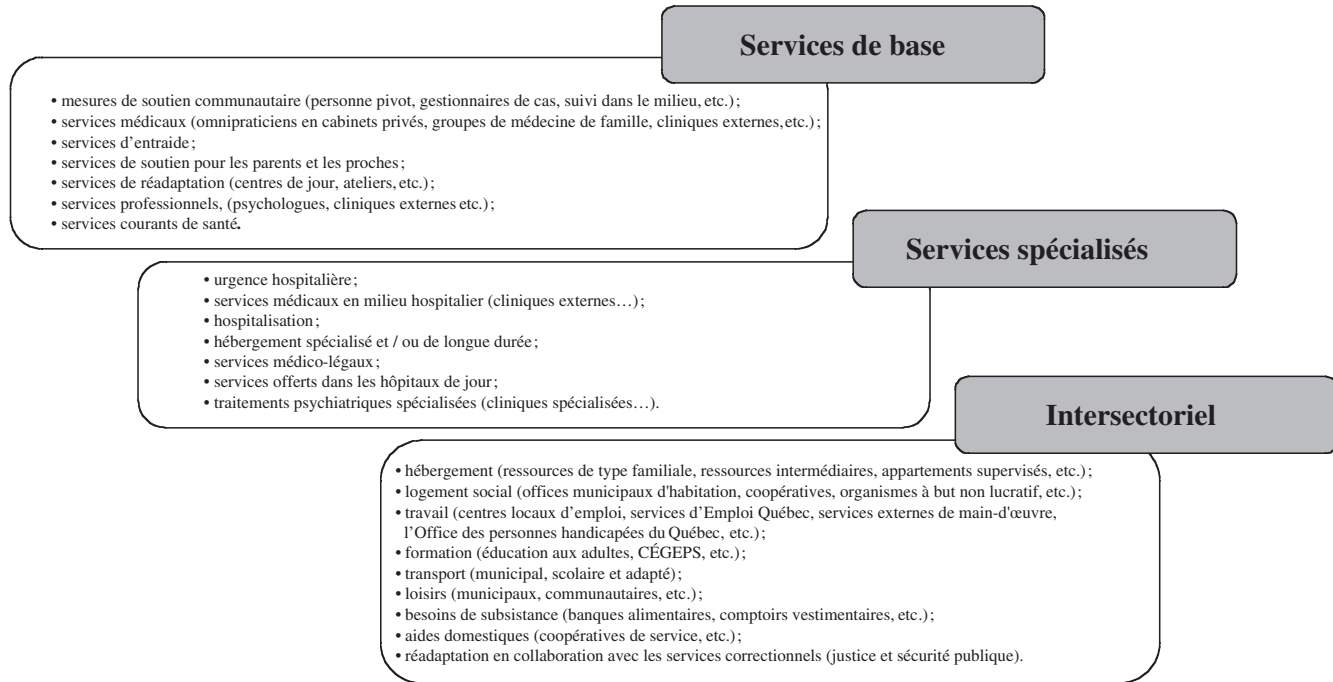 Services de base
• mesures de soutien communautaire (personne pivot, gestionnaires de cas, suivi dans le milieu, etc.);
• services médicaux (omnipraticiens en cabinets privés, groupes de médecine de famille, cliniques externes, etc.);
• services d’entraide;
• services de soutien pour les parents et les proches;
• services de réadaptation (centres de jour, ateliers, etc.);
• services professionnels, (psychologues, cliniques externes etc.);
• services courants de santé.
Services spécialisés
• urgence hospitalière;
• services médicaux en milieu hospitalier (cliniques externes…);
• hospitalisation;
• hébergement spécialisé et / ou de longue durée;
• services médico-légaux;
• services offerts dans les hôpitaux de jour;
• traitements psychiatriques spécialisées (cliniques spécialisées…).
Intersectoriel
• hébergement (ressources de type familiale, ressources intermédiaires, appartements supervisés, etc.);
• logement social (offices municipaux d'habitation, coopératives, organismes à but non lucratif, etc.);
• travail (centres locaux d’emploi, services d’Emploi Québec, services externes de main-d'œuvre,
l’Office des personnes handicapées du Québec, etc.);
• formation (éducation aux adultes, CÉGEPS, etc.);
• transport (municipal, scolaire et adapté);
• loisirs (municipaux, communautaires, etc.);
• besoins de subsistance (banques alimentaires, comptoirs vestimentaires, etc.);
• aides domestiques (coopératives de service, etc.);
• réadaptation en collaboration avec les services correctionnels (justice et sécurité publique).